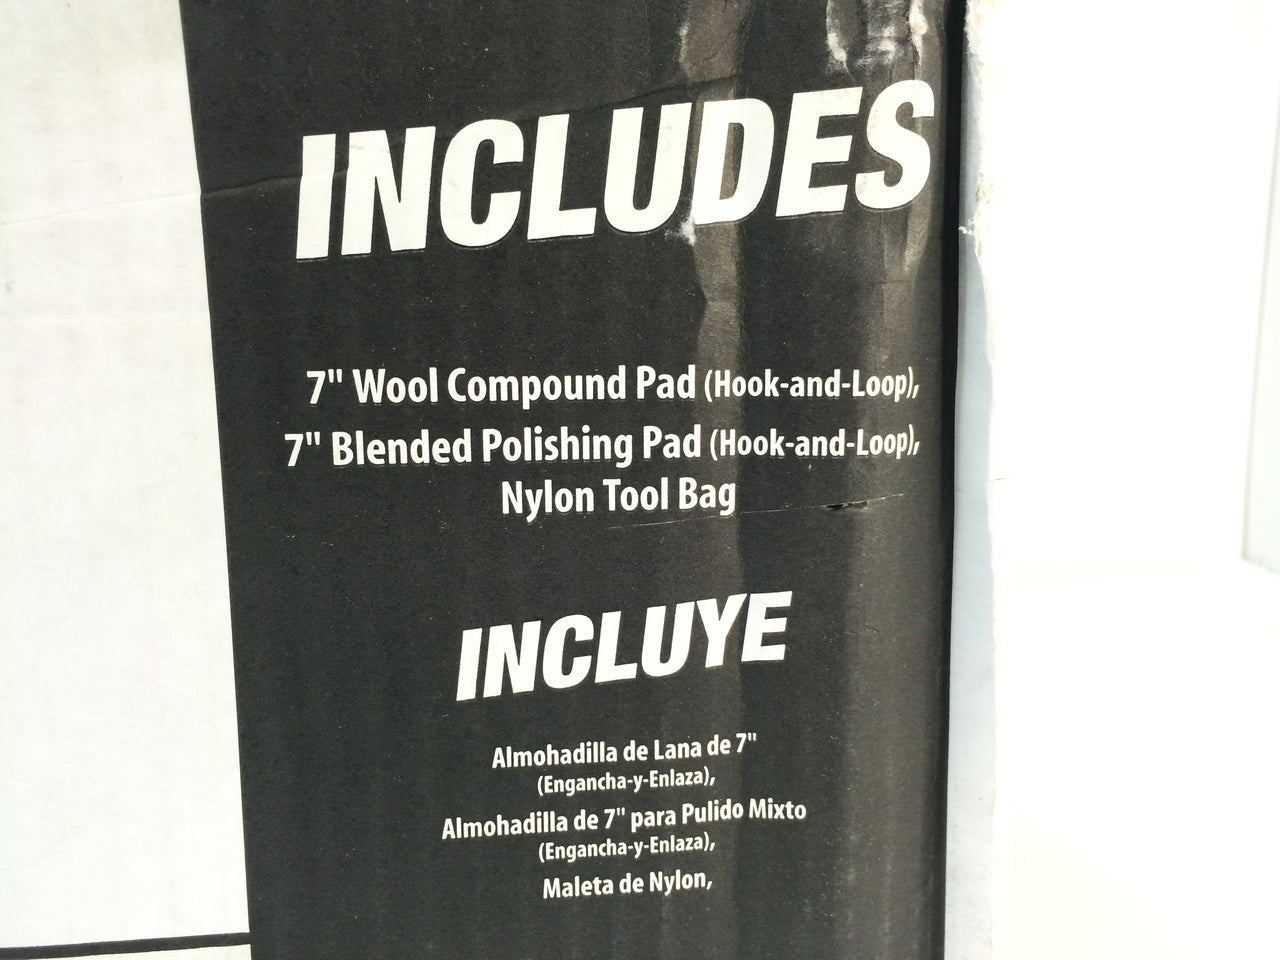 INCLUDES
7" Wool Compound Pad (Hook-and-Loop),
7" Blended Polishing Pad (Hook-and-Loop),
Nylon Tool Bag
INCLUYE
Almohadilla de Lana de 7"
(Engancha-y-Enlaza),
Almohadilla de 7" para Pulido Mixto
(Engancha-y-Enlaza),
Maleta de Nylon,